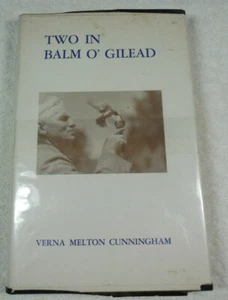 TWO IN
BALM O' GILEAD
VERNA MELTON CUNNINGHAM